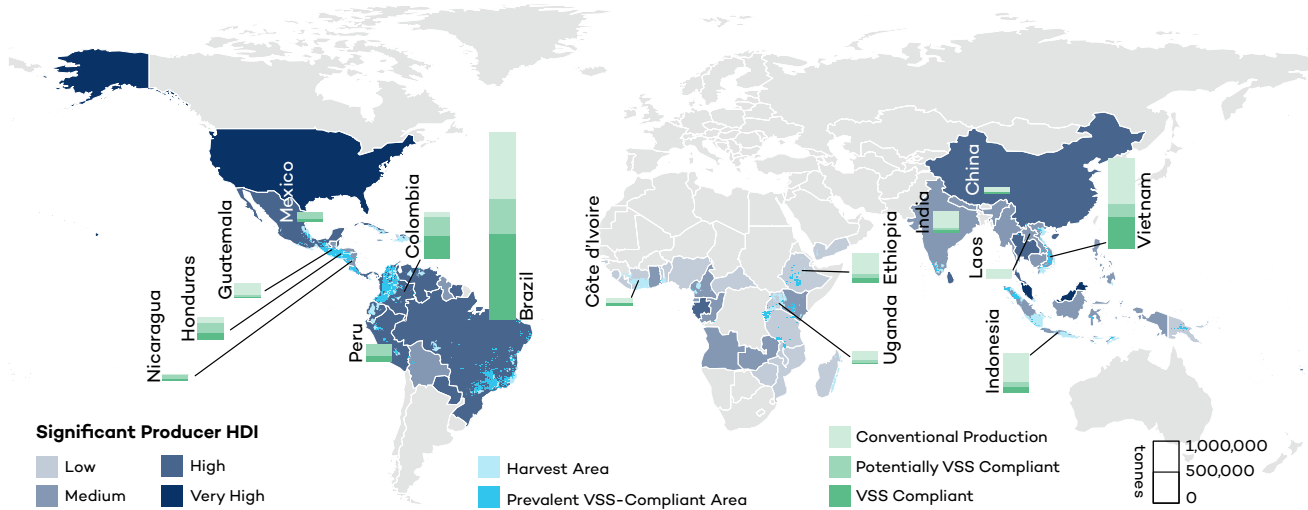 Mexico
Guatemala
Honduras
Nicaragua
Colombia
Peru
Brazil
Côte d'Ivoire
Ethiopia
Uganda
India
China
Laos
Vietnam
Indonesia
Significant Producer HDI
Low
High
Medium
Very High
Harvest Area
Prevalent VSS-Compliant Area
Conventional Production
Potentially VSS Compliant
VSS Compliant
tonnes
1,000,000
500,000
0